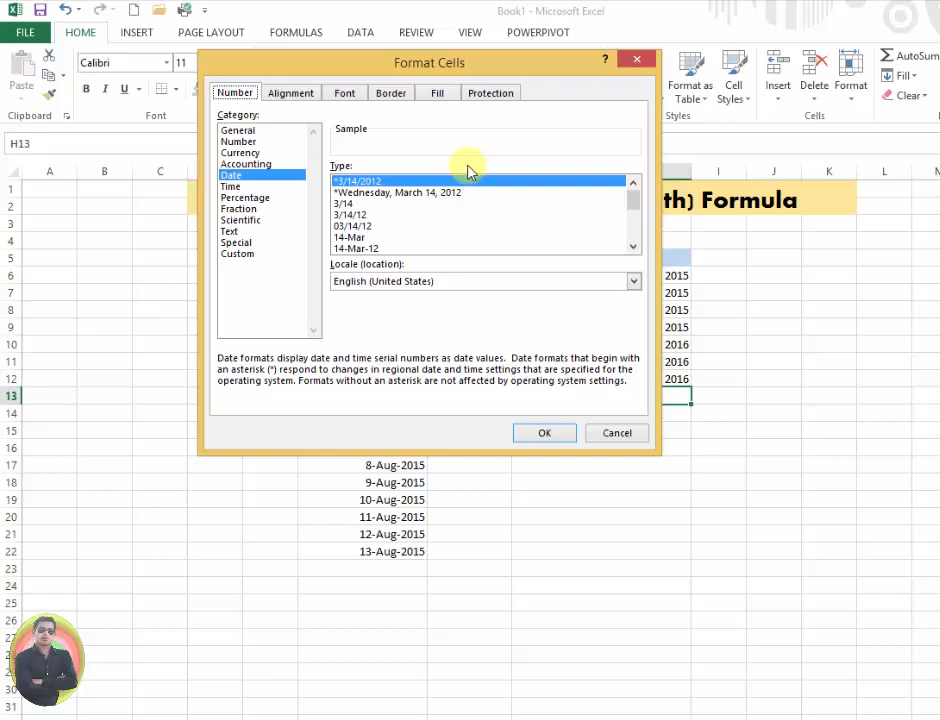 Book1 - Microsoft Excel
FILE HOME INSERT PAGE LAYOUT FORMULAS DATA REVIEW VIEW POWERPIVOT
Format Cells
?
Paste
Calibri 11
B I U
Clipboard Font
Format as Table
Cell Styles
Styles
Insert Delete Format
Cells
AutoSum
Fill
Clear
H13
Number Alignment Font Border Fill Protection
Category:
General
Number
Currency
Accounting
Date
Time
Percentage
Fraction
Scientific
Text
Special
Custom
Sample
Type:
*3/14/2012
*Wednesday, March 14, 2012
3/14
3/14/12
03/14/12
14-Mar
14-Mar-12
Locale (location):
English (United States)
Date formats display date and time serial numbers as date values. Date formats that begin with
an asterisk (*) respond to changes in regional date and time settings that are specified for the
operating system. Formats without an asterisk are not affected by operating system settings.
OK Cancel
A B C I J K L
th) Formula
1
2
3
4
5
6 2015
7 2015
8 2015
9 2015
10 2016
11 2016
12 2016
13
14
15
16
17 8-Aug-2015
18 9-Aug-2015
19 10-Aug-2015
20 11-Aug-2015
21 12-Aug-2015
22 13-Aug-2015
23
24
25
26
27
30
31